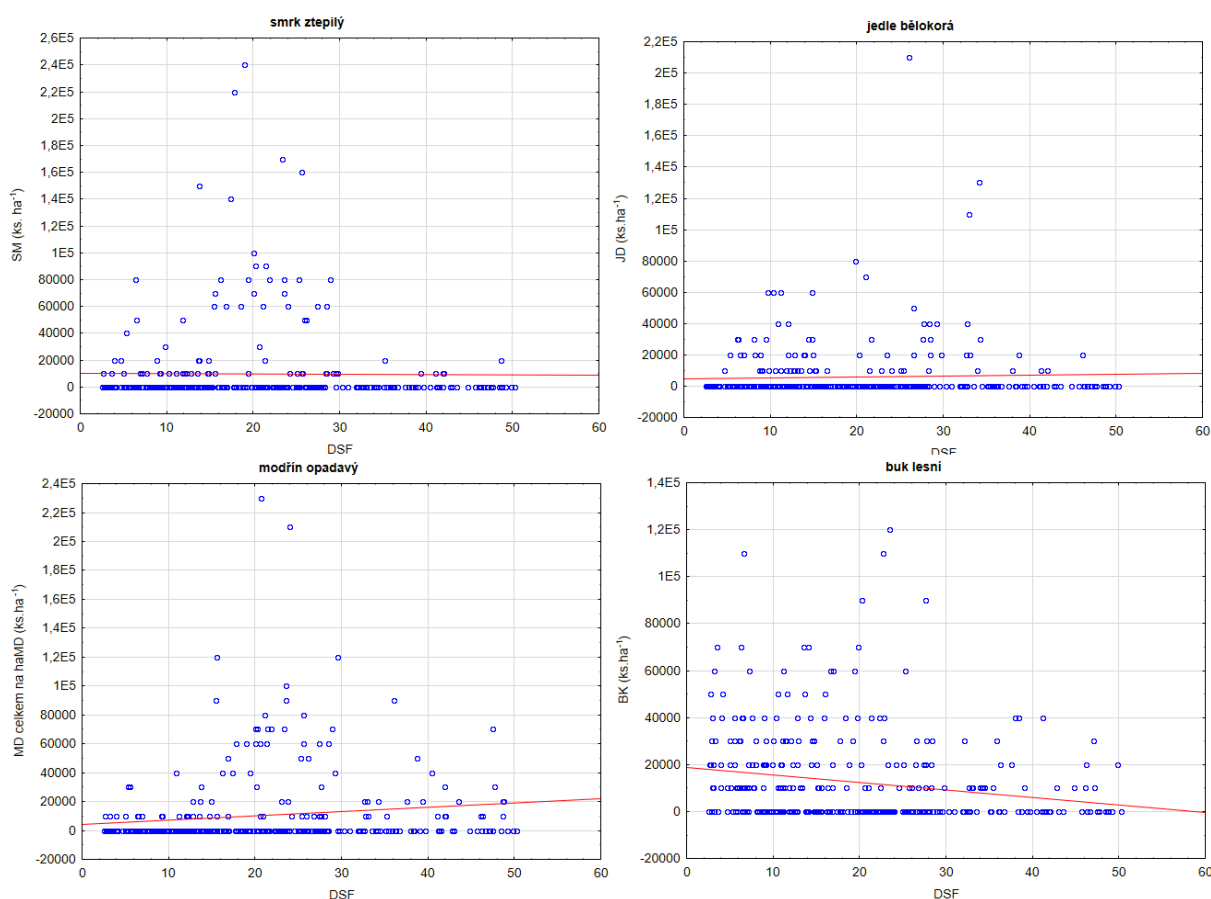 smrk ztepilý
2,6E5
2,4E5
2,2E5
2E5
1,8E5
1,6E5
1,4E5
1,2E5
1E5
80000
60000
40000
20000
0
-20000
SM (ks. ha⁻¹)
0 10 20 30 40 50 60
DSF
jedle bělokorá
2,2E5
2E5
1,8E5
1,6E5
1,4E5
1,2E5
1E5
80000
60000
40000
20000
0
-20000
JD (ks.ha⁻¹)
0 10 20 30 40 50 60
DSF
modřín opadavý
2,4E5
2,2E5
2E5
1,8E5
1,6E5
1,4E5
1,2E5
1E5
80000
60000
40000
20000
0
-20000
MD celkem na haMD (ks.ha⁻¹)
0 10 20 30 40 50 60
DSF
buk lesní
1,4E5
1,2E5
1E5
80000
60000
40000
20000
0
-20000
BK (ks.ha⁻¹)
0 10 20 30 40 50 60
DSF